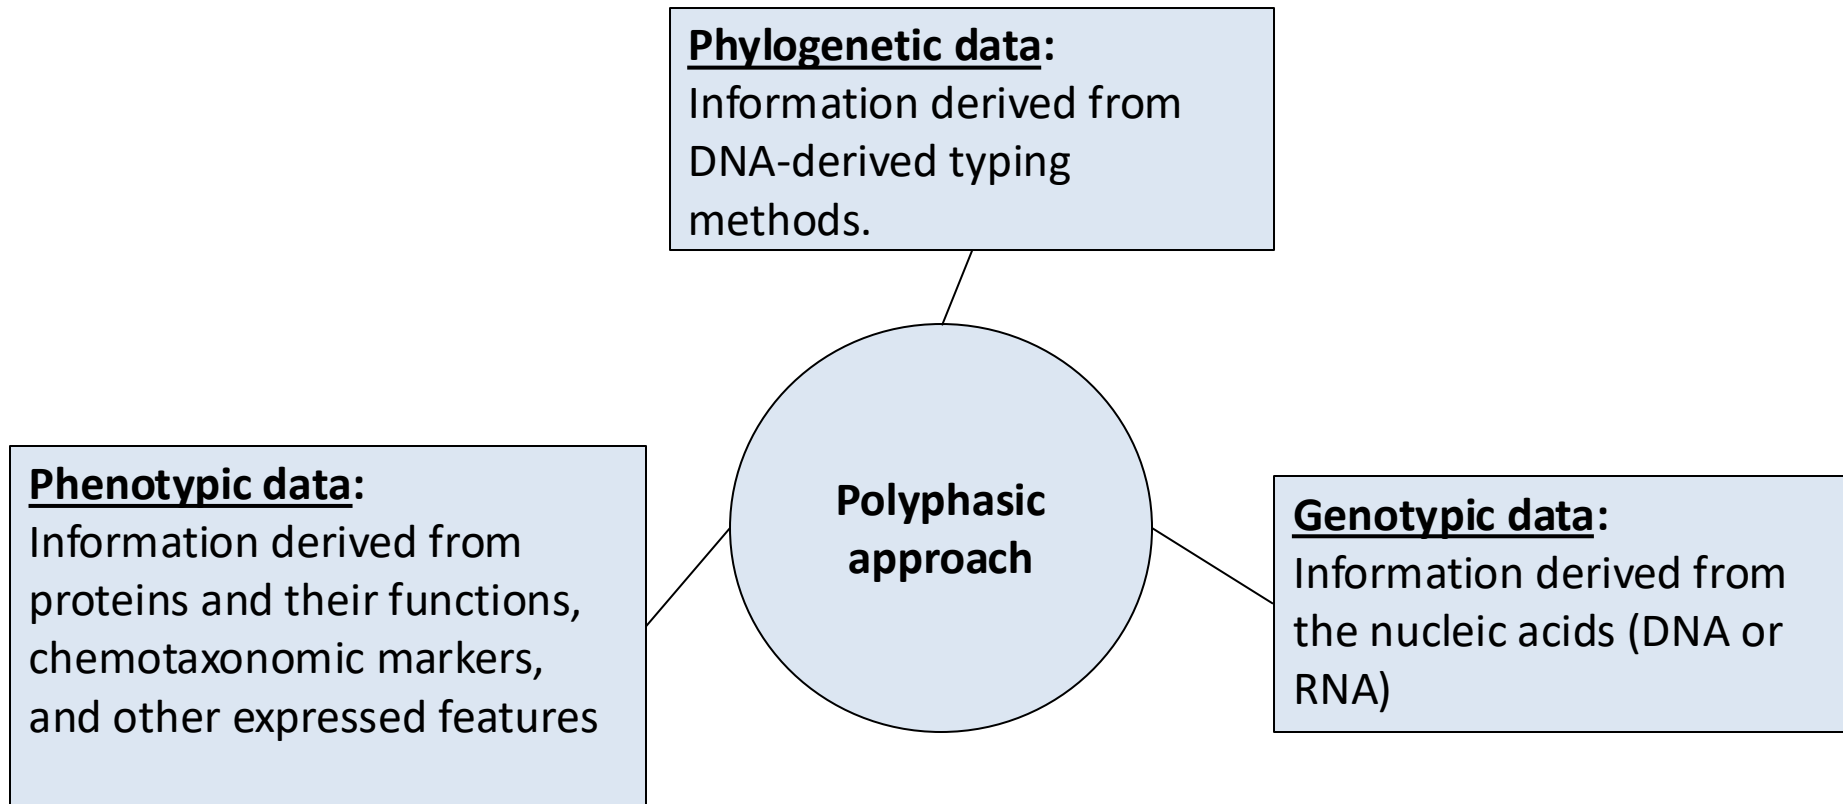 Phylogenetic data:
Information derived from
DNA-derived typing
methods.
Polyphasic
approach
Phenotypic data:
Information derived from
proteins and their functions,
chemotaxonomic markers,
and other expressed features
Genotypic data:
Information derived from
the nucleic acids (DNA or
RNA)